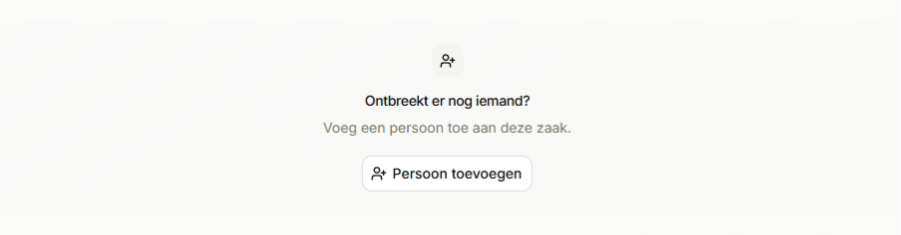 Ontbreekt er nog iemand?
Voeg een persoon toe aan deze zaak.
Persoon toevoegen